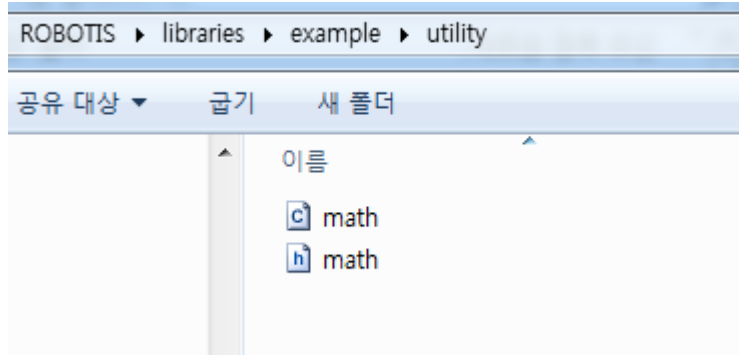 ROBOTIS ▸ libraries ▸ example ▸ utility
공유 대상 ▼ 굽기 새 폴더
이름
math
math